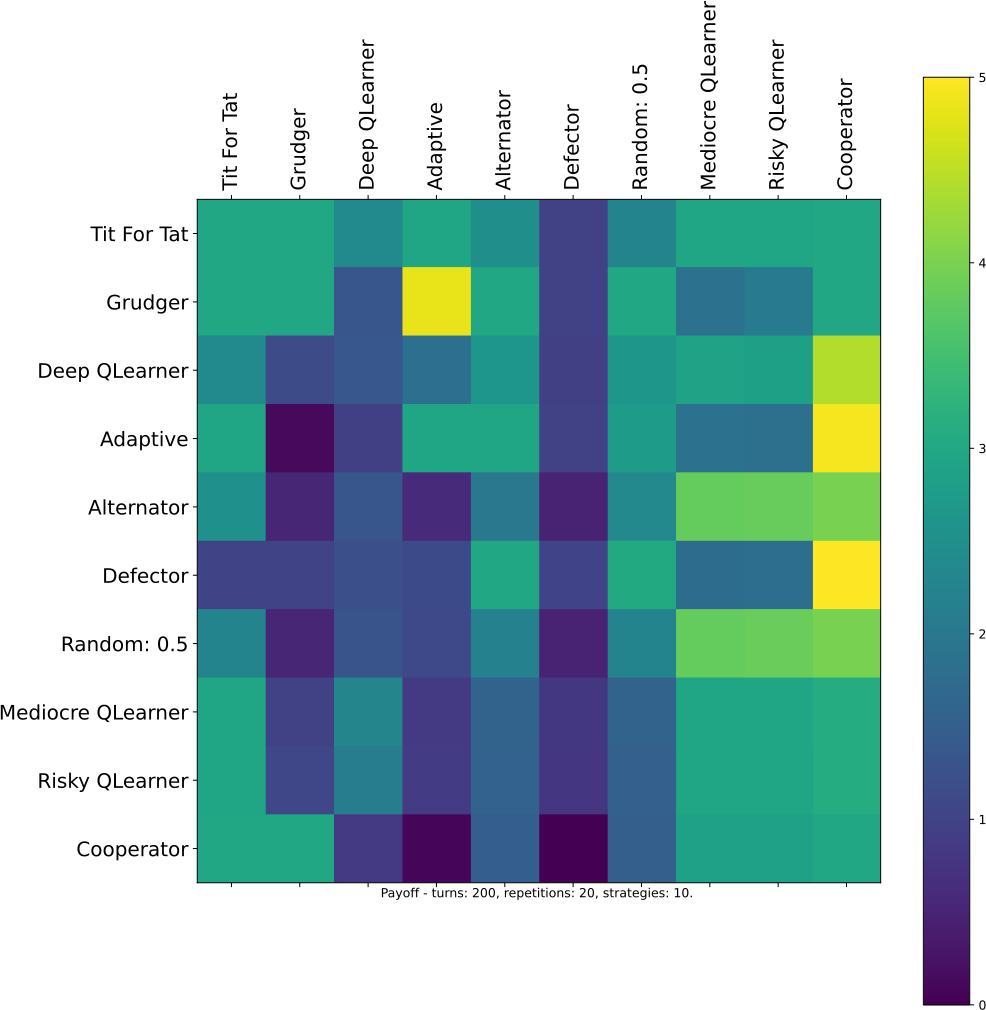 Tit For Tat
Grudger
Deep QLearner
Adaptive
Alternator
Defector
Random: 0.5
Mediocre QLearner
Risky QLearner
Cooperator
Tit For Tat
Grudger
Deep QLearner
Adaptive
Alternator
Defector
Random: 0.5
Mediocre QLearner
Risky QLearner
Cooperator
Payoff - turns: 200, repetitions: 20, strategies: 10.
5
4
3
2
1
0